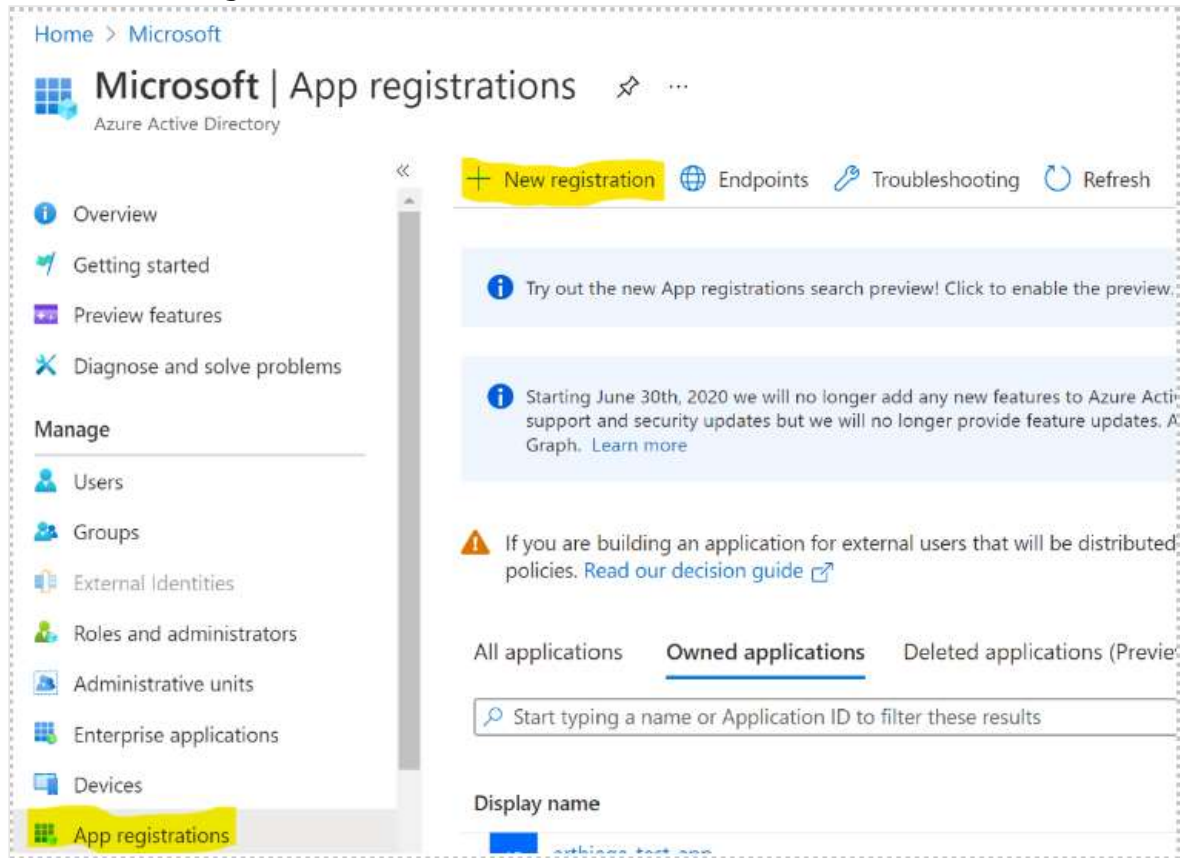 Home > Microsoft
Microsoft | App registrations
Azure Active Directory
«
Overview
Getting started
Preview features
Diagnose and solve problems
Manage
Users
Groups
External Identities
Roles and administrators
Administrative units
Enterprise applications
Devices
App registrations
+ New registration Endpoints Troubleshooting Refresh
Try out the new App registrations search preview! Click to enable the preview.
Starting June 30th, 2020 we will no longer add any new features to Azure Acti
support and security updates but we will no longer provide feature updates. A
Graph. Learn more
If you are building an application for external users that will be distributed
policies. Read our decision guide
All applications Owned applications Deleted applications (Previe
Start typing a name or Application ID to filter these results
Display name